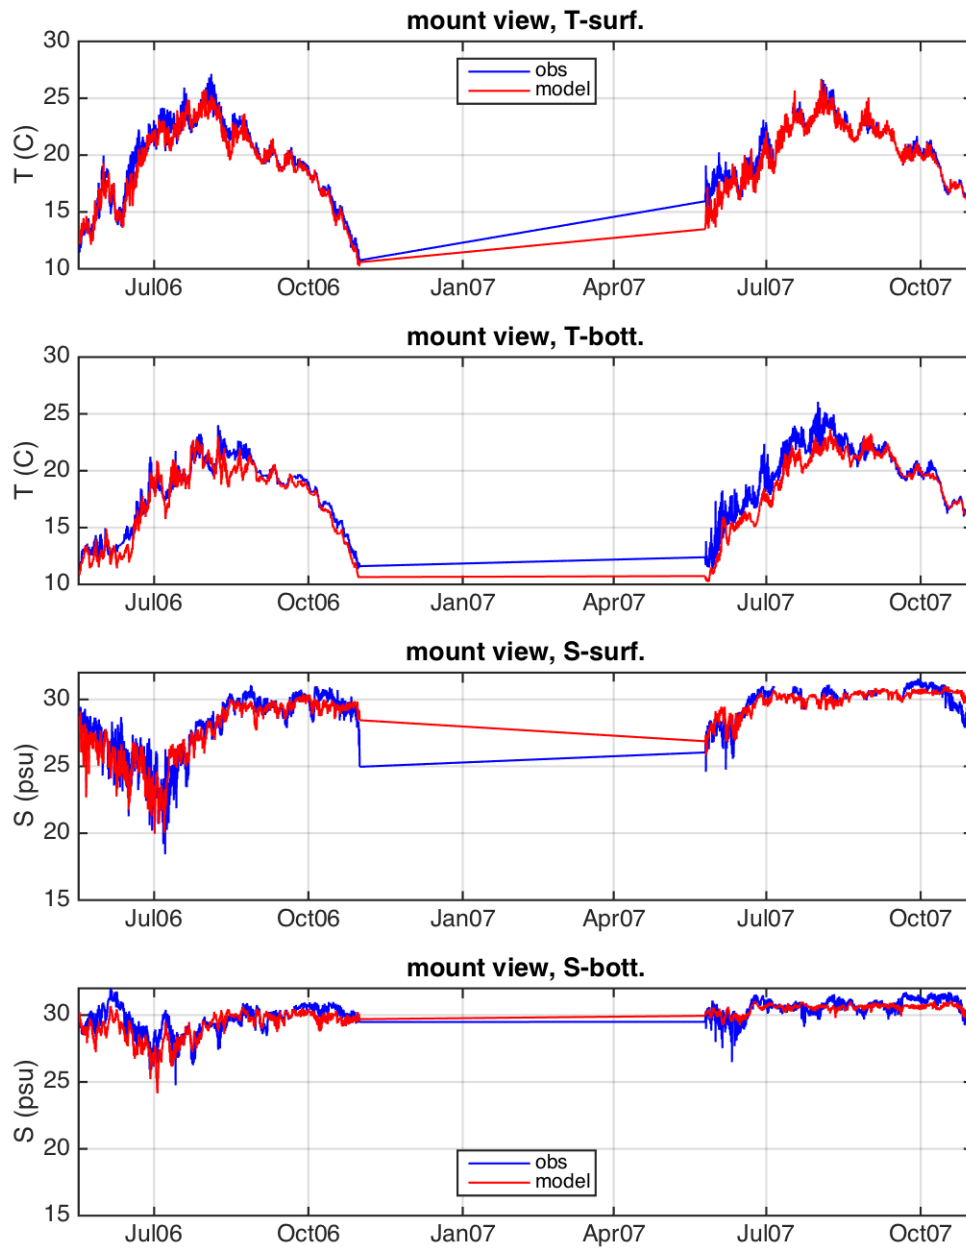 mount view, T-surf.
30
25
20
15
10
T (C)
obs
model
Jul06 Oct06 Jan07 Apr07 Jul07 Oct07
mount view, T-bott.
30
25
20
15
10
T (C)
Jul06 Oct06 Jan07 Apr07 Jul07 Oct07
mount view, S-surf.
30
25
20
15
S (psu)
Jul06 Oct06 Jan07 Apr07 Jul07 Oct07
mount view, S-bott.
30
25
20
15
S (psu)
obs
model
Jul06 Oct06 Jan07 Apr07 Jul07 Oct07